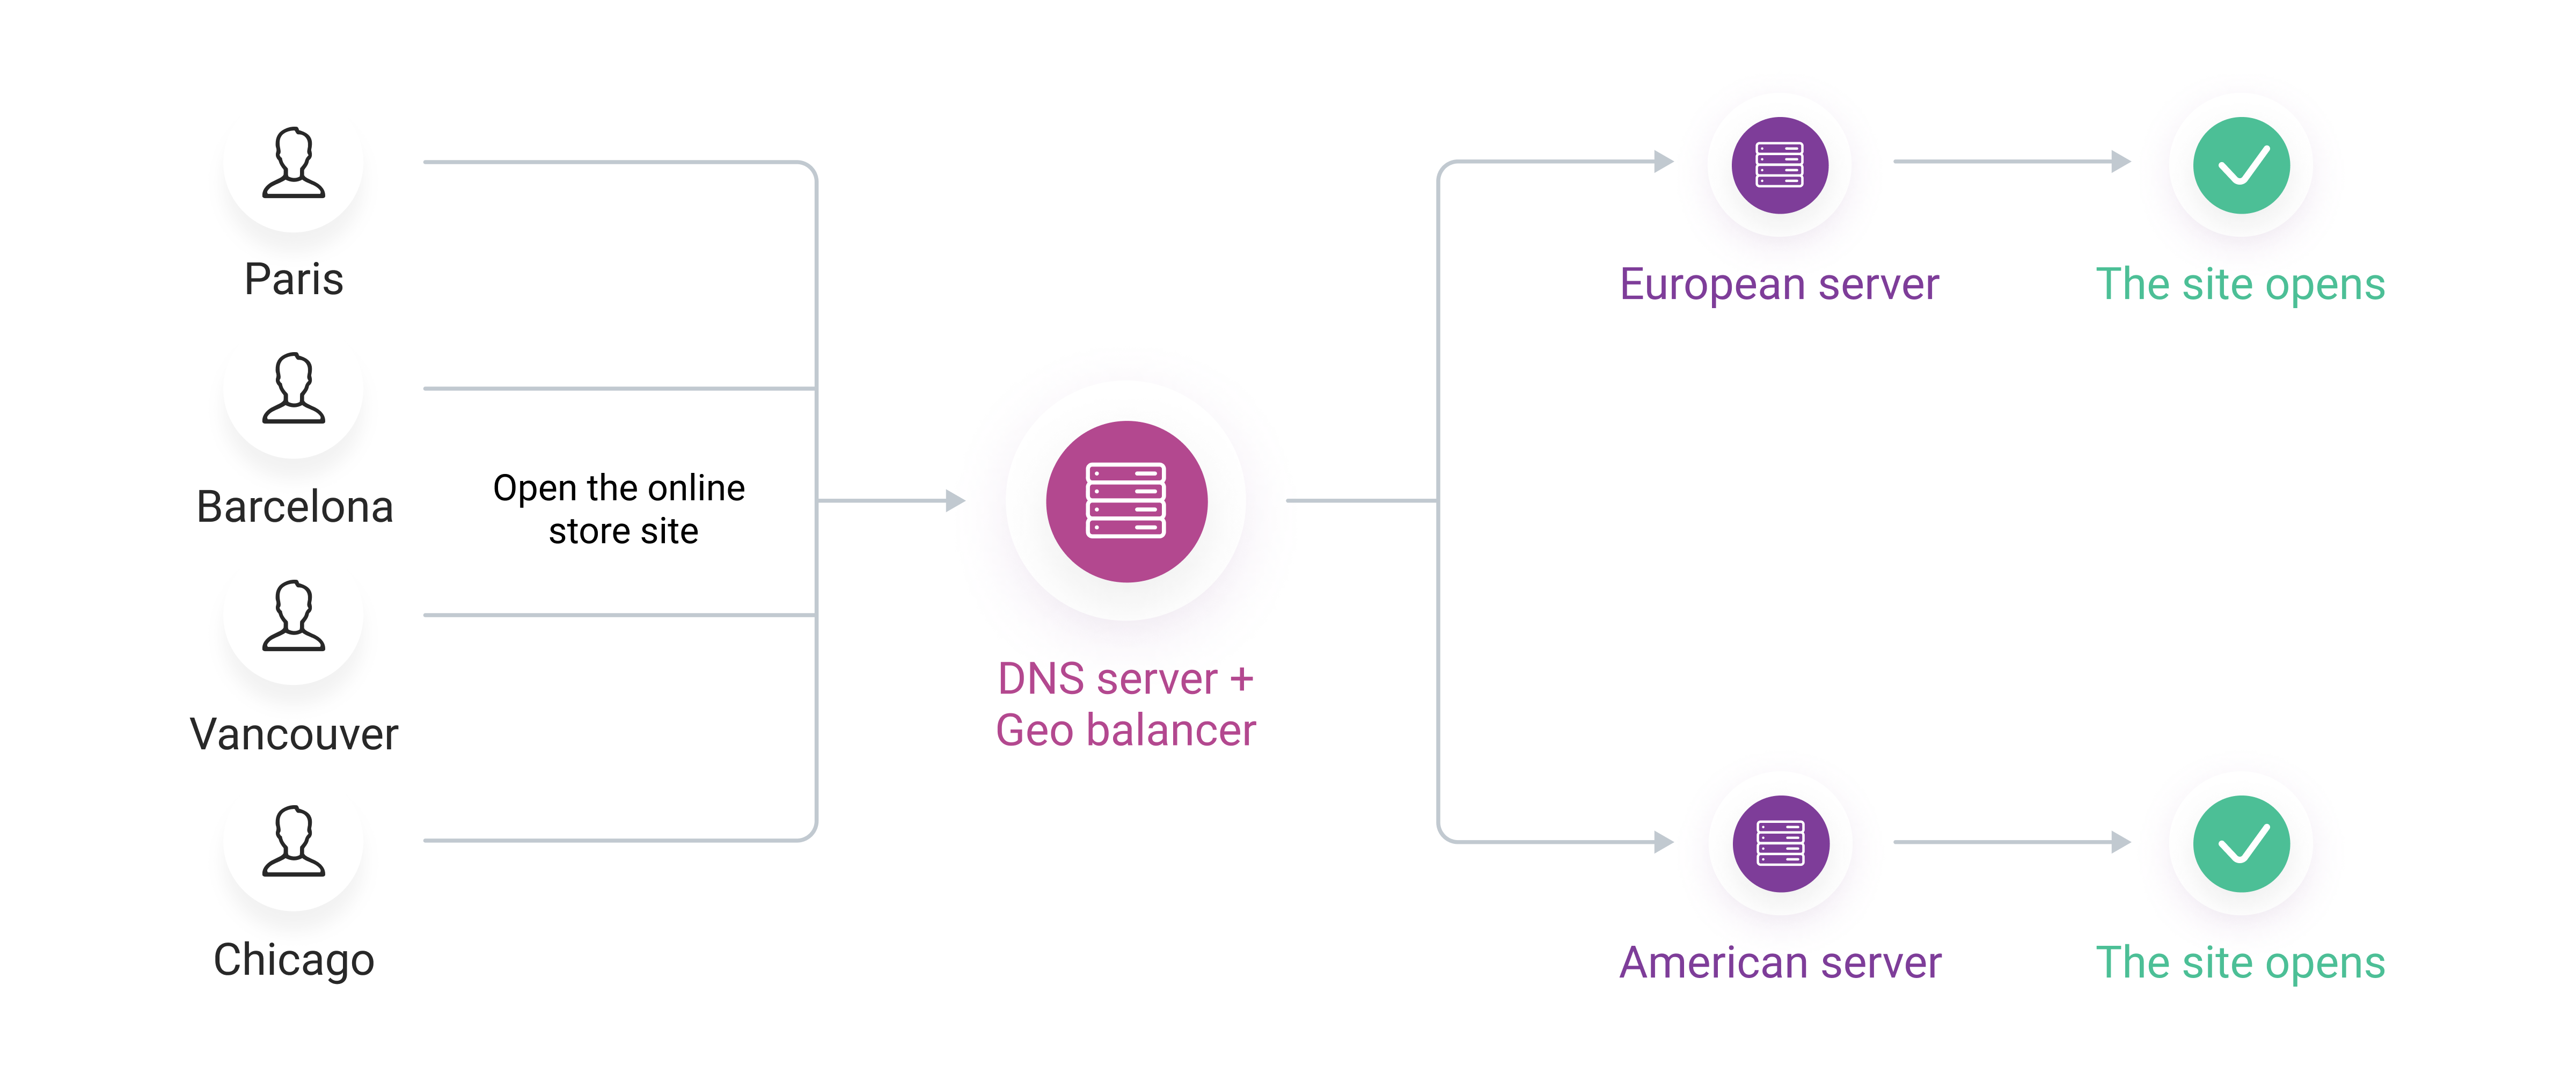 Paris
Barcelona
Vancouver
Chicago
Open the online
store site
DNS server +
Geo balancer
European server
The site opens
American server
The site opens